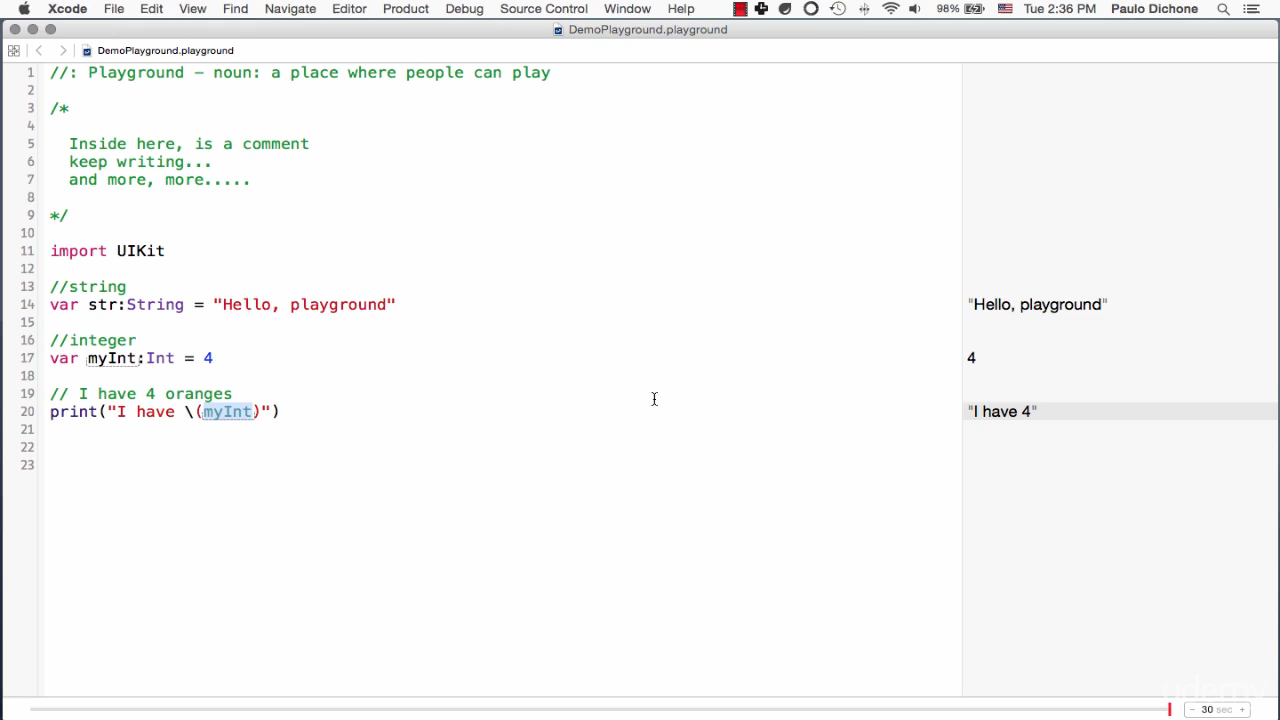 Xcode File Edit View Find Navigate Editor Product Debug Source Control Window Help 98% Tue 2:36 PM Paulo Dichone
DemoPlayground.playground
DemoPlayground.playground
1 //: Playground – noun: a place where people can play
2
3 /*
4
5 Inside here, is a comment
6 keep writing...
7 and more, more.....
8
9 */
10
11 import UIKit
12
13 //string
14 var str:String = "Hello, playground" "Hello, playground"
15
16 //integer
17 var myInt:Int = 4 4
18
19 // I have 4 oranges
20 print("I have \(myInt)") "I have 4"
21
22
23
udemy
− 30 sec +